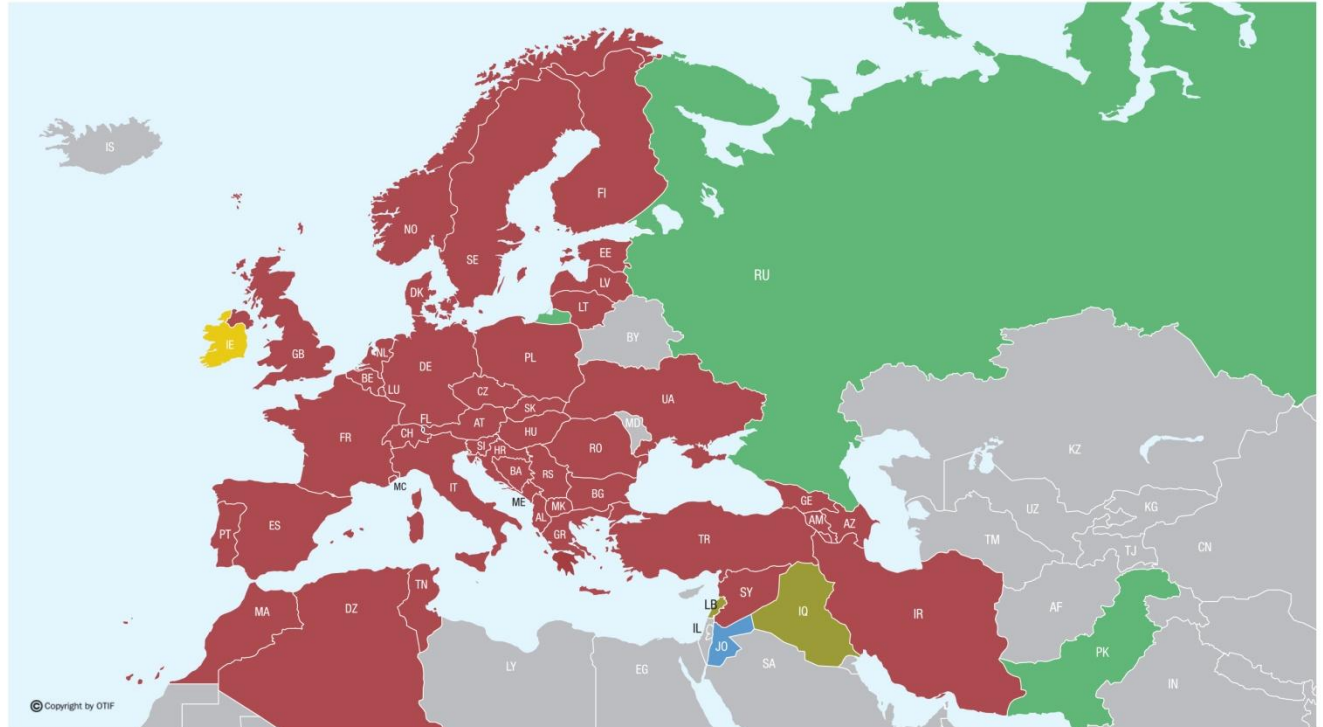 IS
FI
NO
SE
EE
RU
LV
DK
LT
IE
BY
GB
NL
DE
PL
BE
LU
CZ
UA
SK
FL
AT
MD
FR
CH
HU
KZ
SI
HR
RO
BA
RS
MC
IT
ME
BG
GE
KG
MK
AM
AZ
UZ
AL
PT
ES
GR
TR
TM
CN
TJ
TN
SY
MA
DZ
LB
IQ
AF
IR
IL
JO
PK
LY
EG
SA
IN
© Copyright by OTIF